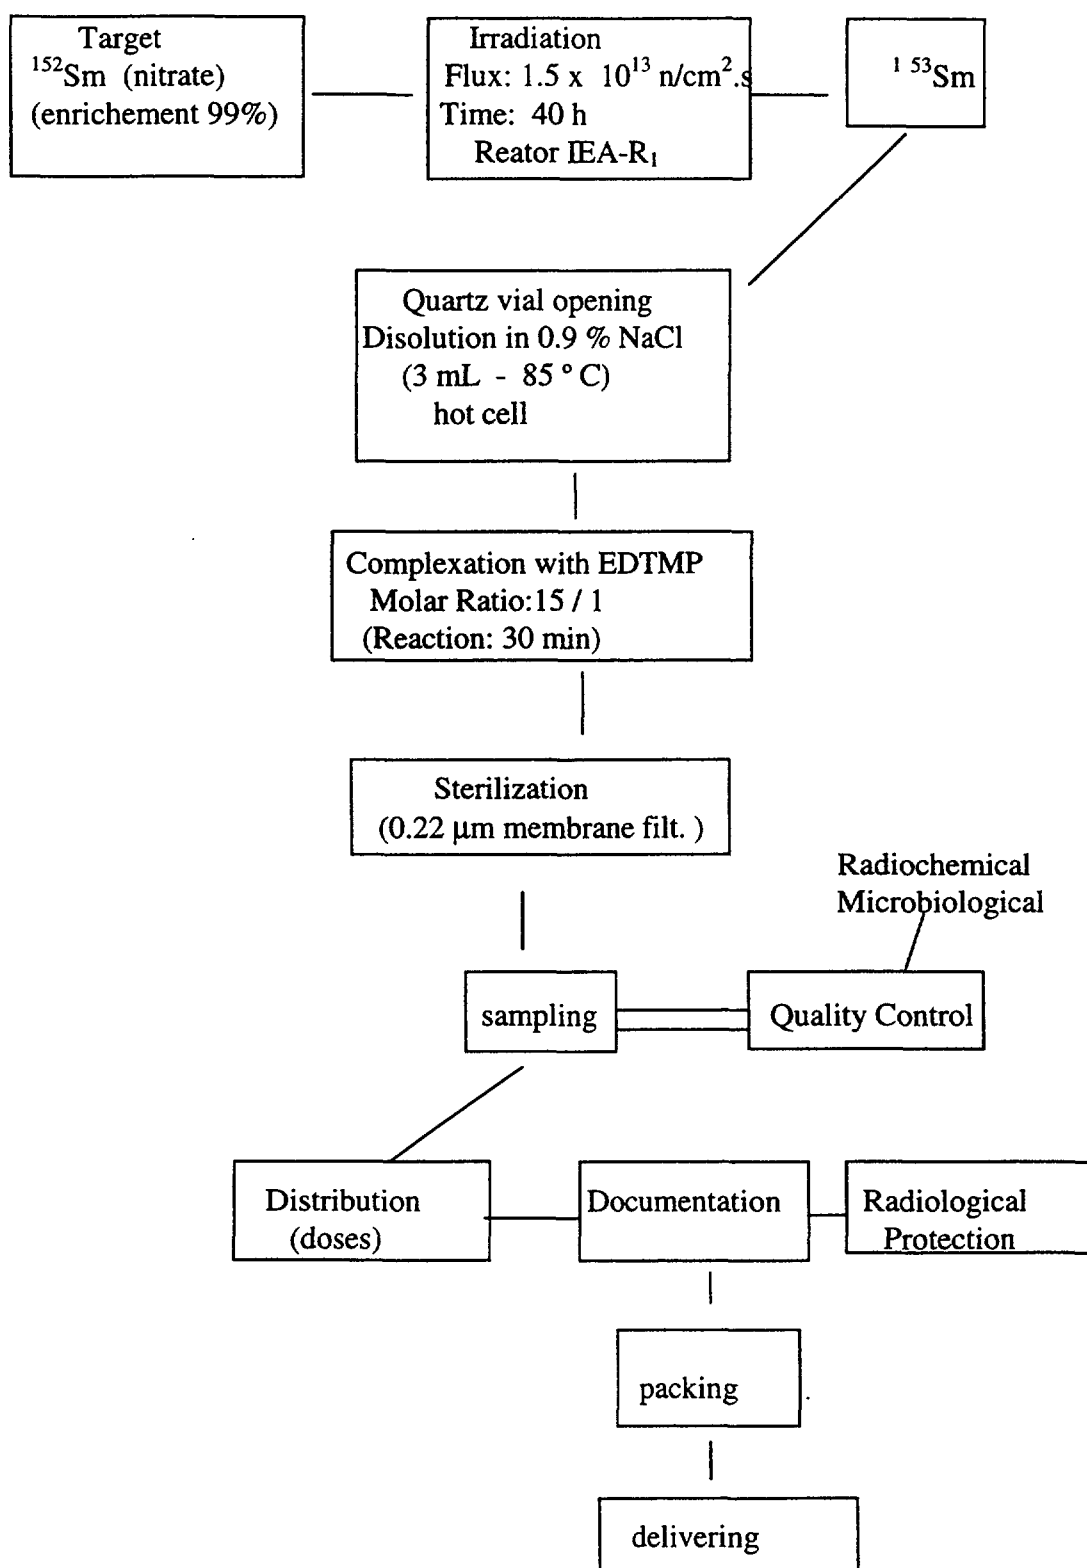 Target
¹⁵²Sm (nitrate)
(enrichement 99%)
Irradiation
Flux: 1.5 x 10¹³ n/cm².s
Time: 40 h
Reator IEA-R₁
¹⁵³Sm
Quartz vial opening
Disolution in 0.9 % NaCl
(3 mL - 85 ° C)
hot cell
Complexation with EDTMP
Molar Ratio:15 / 1
(Reaction: 30 min)
Sterilization
(0.22 µm membrane filt. )
Radiochemical
Microbiological
sampling
Quality Control
Distribution
(doses)
Documentation
Radiological
Protection
packing
delivering